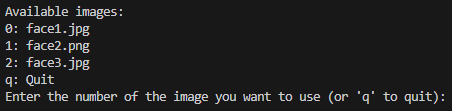 Available images:
0: face1.jpg
1: face2.png
2: face3.jpg
q: Quit
Enter the number of the image you want to use (or 'q' to quit):